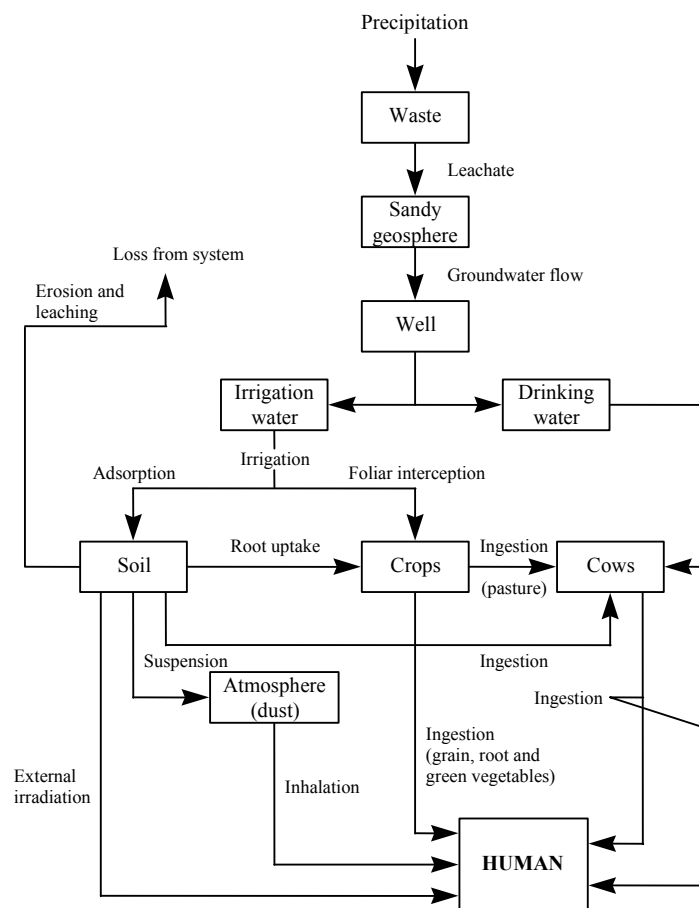 Precipitation
Waste
Leachate
Sandy
geosphere
Loss from system
Groundwater flow
Erosion and
leaching
Well
Irrigation
water
Drinking
water
Irrigation
Adsorption
Foliar interception
Root uptake
Ingestion
Soil
Crops
Cows
(pasture)
Suspension
Ingestion
Atmosphere
(dust)
Ingestion
Ingestion
(grain, root and
green vegetables)
External
irradiation
Inhalation
HUMAN